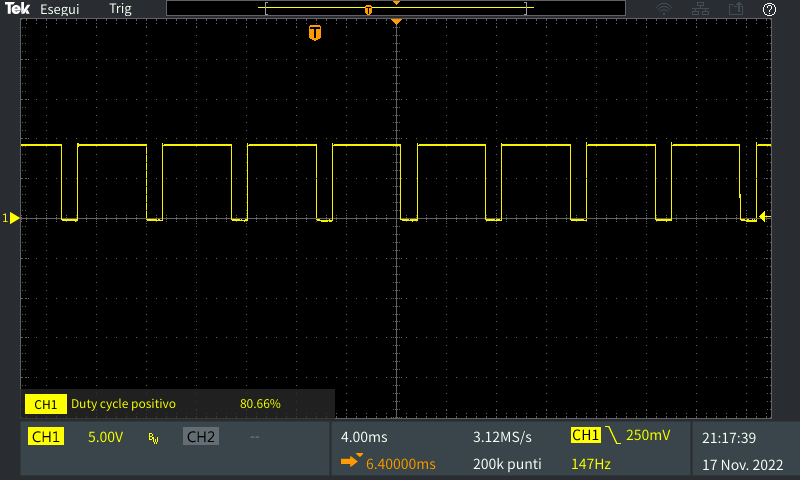 Tek Esegui Trig
T
T
1
CH1 Duty cycle positivo 80.66%
CH1 5.00V BW CH2 -- 4.00ms 3.12MS/s CH1 250mV 21:17:39
6.40000ms 200k punti 147Hz 17 Nov. 2022